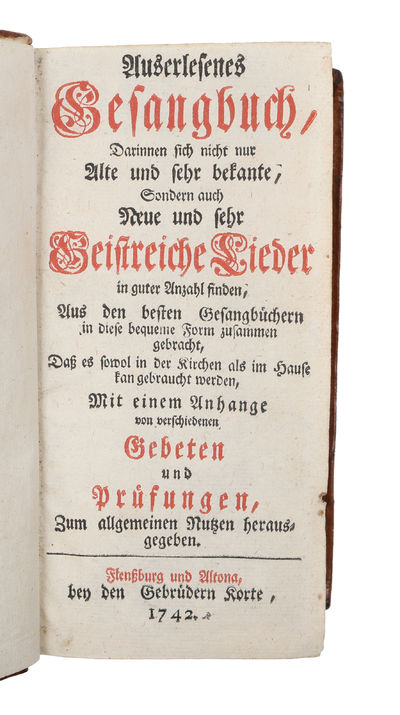 Auserlesenes
Gesangbuch,
Darinnen sich nicht nur
Alte und sehr bekante,
Sondern auch
Neue und sehr
Geistreiche Lieder
in guter Anzahl finden,
Aus den besten Gesangbüchern
in diese bequeme Form zusammen
gebracht,
Daß es sowol in der Kirchen als im Hause
kan gebraucht werden,
Mit einem Anhange
von verschiedenen
Gebeten
und
Prüfungen,
Zum allgemeinen Nutzen heraus-
gegeben.
Flenßburg und Altona,
bey den Gebrüdern Korte,
1742.